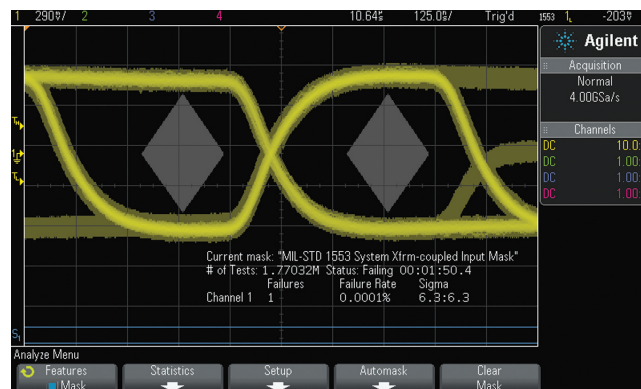 1 290▽/ 2 3 4 10.64s 125.0s/ Trig'd 1553 1 -203▽
Agilent
Acquisition
Normal
4.00GSa/s
Channels
DC 10.0:
DC 1.00:
DC 1.00:
DC 1.00:
Current mask: "MIL-STD 1553 System Xfrm-coupled Input Mask"
# of Tests: 1.77032M Status: Failing 00:01:50.4
Failures Failure Rate Sigma
Channel 1 1 0.0001% 6.3:6.3
S1
Analyze Menu
Features Statistics Setup Automask Clear
Mask Mask